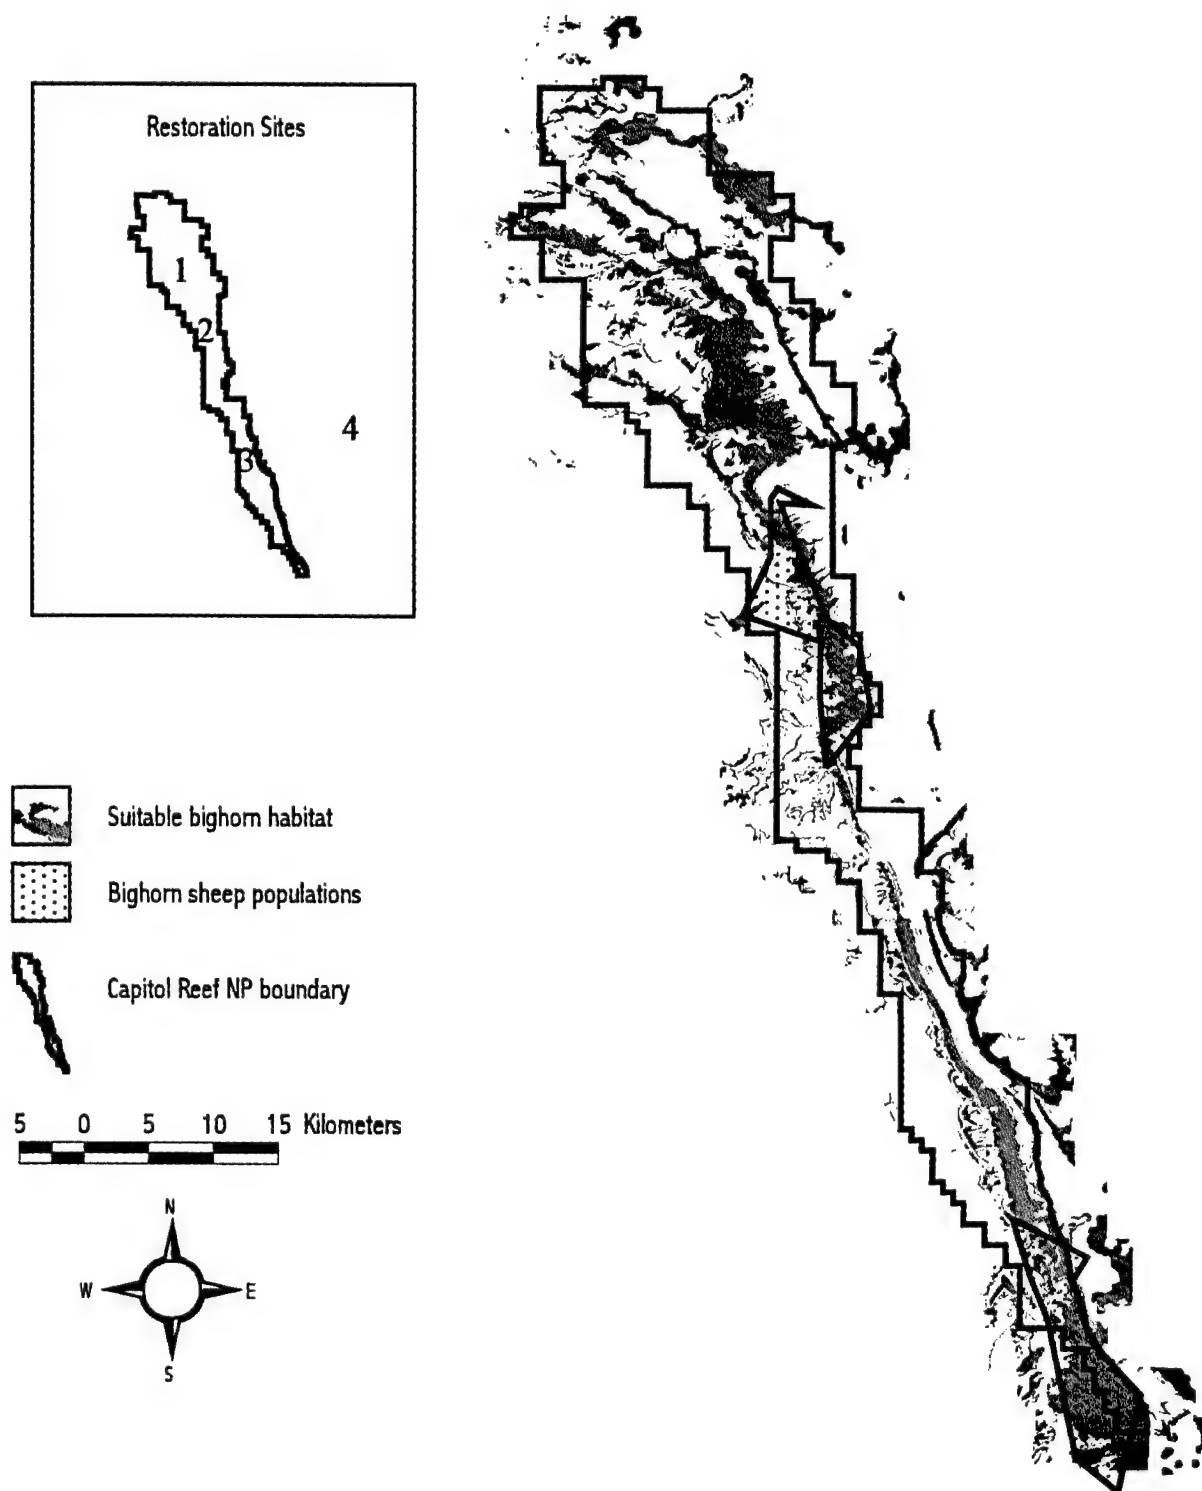 Restoration Sites
1
2
3
4
Suitable bighorn habitat
Bighorn sheep populations
Capitol Reef NP boundary
5 0 5 10 15 Kilometers
N
W E
S